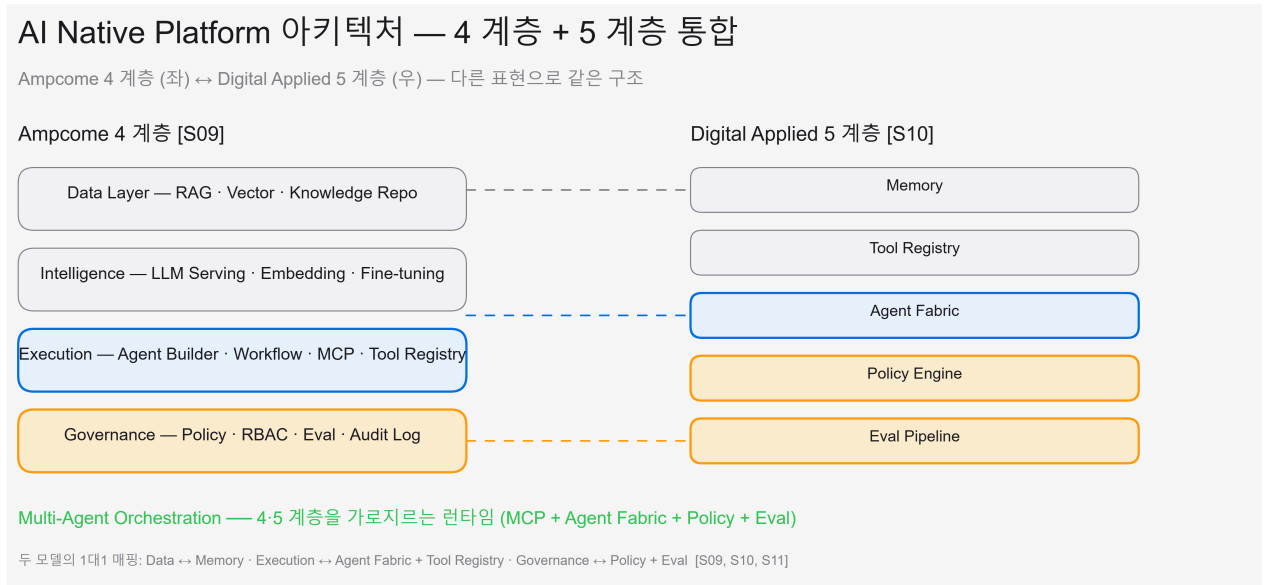 AI Native Platform 아키텍처 — 4 계층 + 5 계층 통합
Ampcome 4 계층 (좌) ↔ Digital Applied 5 계층 (우) — 다른 표현으로 같은 구조
Ampcome 4 계층 [S09]
Data Layer — RAG · Vector · Knowledge Repo
Intelligence — LLM Serving · Embedding · Fine-tuning
Execution — Agent Builder · Workflow · MCP · Tool Registry
Governance — Policy · RBAC · Eval · Audit Log
Digital Applied 5 계층 [S10]
Memory
Tool Registry
Agent Fabric
Policy Engine
Eval Pipeline
Multi-Agent Orchestration –– 4·5 계층을 가로지르는 런타임 (MCP + Agent Fabric + Policy + Eval)
두 모델의 1대1 매핑: Data ↔ Memory · Execution ↔ Agent Fabric + Tool Registry · Governance ↔ Policy + Eval [S09, S10, S11]